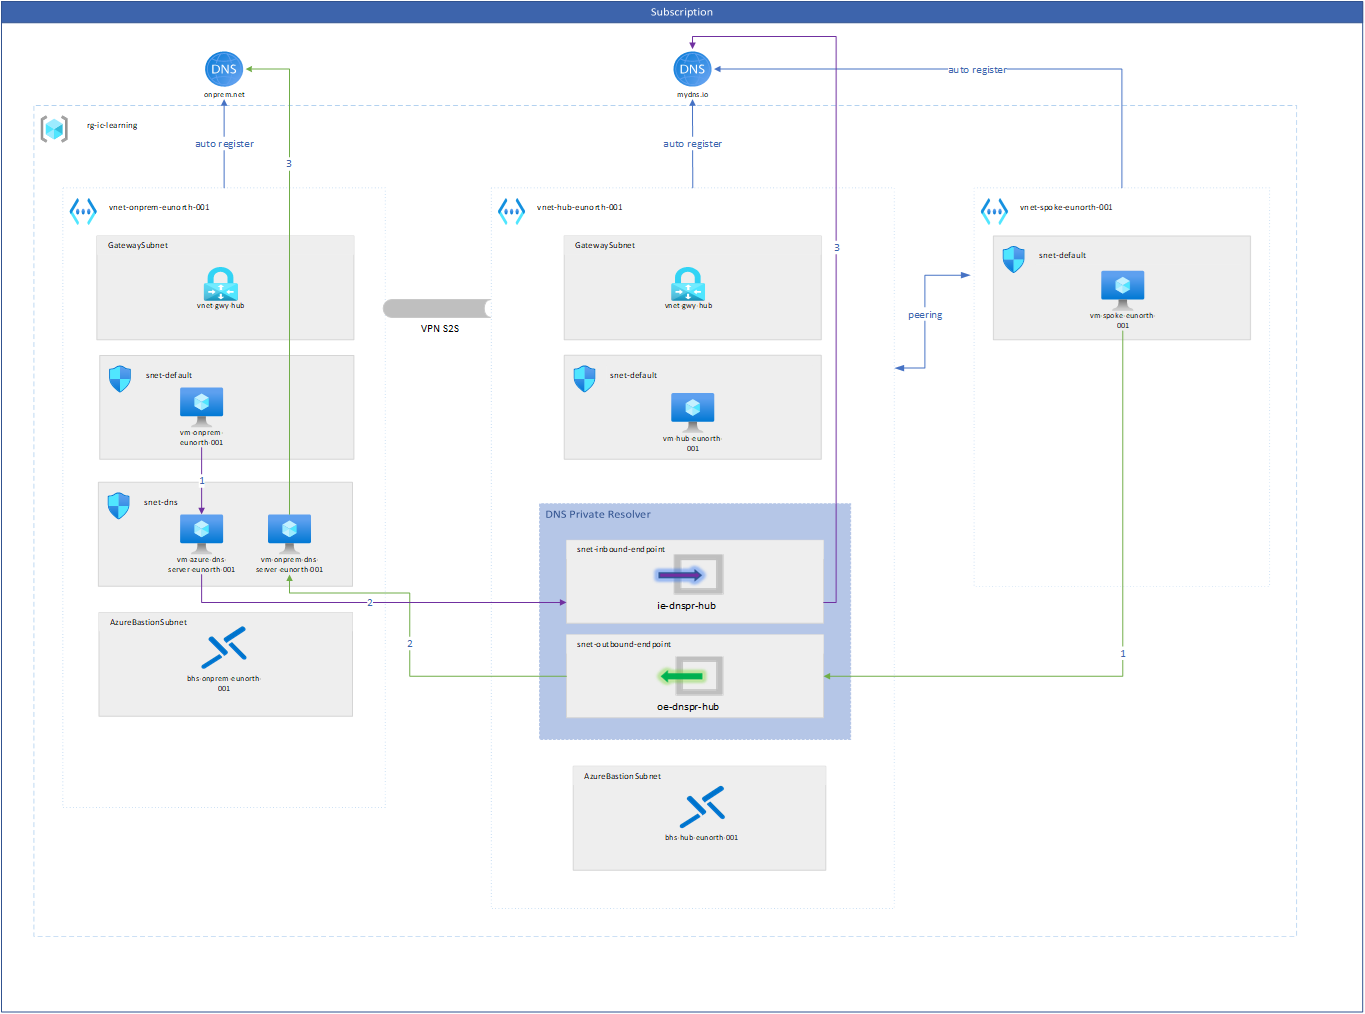 Subscription
DNS
onprem.net
DNS
mydns.io
auto register
rg-ic-learning
auto register
3
auto register
vnet-onprem-eunorth-001
vnet-hub-eunorth-001
vnet-spoke-eunorth-001
GatewaySubnet
vnet-gwy-hub
VPN S2S
GatewaySubnet
vnet-gwy-hub
3
peering
snet-default
vm-spoke-eunorth-
001
snet-default
vm-onprem-
eunorth-001
snet-default
vm-hub-eunorth-
001
1
snet-dns
vm-azure-dns-
server-eunorth-001
vm-onprem-dns-
server-eunorth-001
DNS Private Resolver
snet-inbound-endpoint
ie-dnspr-hub
2
2
snet-outbound-endpoint
oe-dnspr-hub
1
AzureBastionSubnet
bhs-onprem-eunorth-
001
AzureBastionSubnet
bhs-hub-eunorth-001